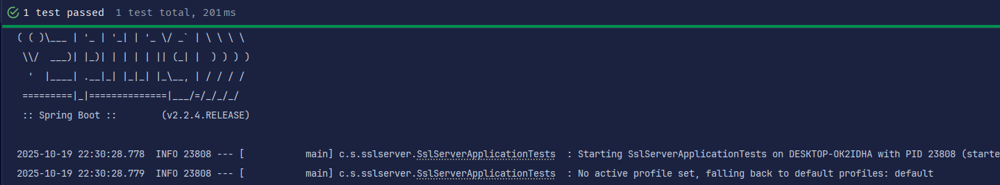 1 test passed  1 test total, 201 ms
( ( )\___ | '_ | '_| | '_ \/ _` | \ \ \ \
 \\/  ___)| |_)| | | | | || (_| |  ) ) ) )
  '  |____| .__|_| |_|_| |_\__, | / / / /
 =========|_|==============|___/=/_/_/_/
 :: Spring Boot ::        (v2.2.4.RELEASE)
2025-10-19 22:30:28.778  INFO 23808 --- [           main] c.s.sslserver.SslServerApplicationTests  : Starting SslServerApplicationTests on DESKTOP-OK2IDHA with PID 23808 (starte
2025-10-19 22:30:28.779  INFO 23808 --- [           main] c.s.sslserver.SslServerApplicationTests  : No active profile set, falling back to default profiles: default